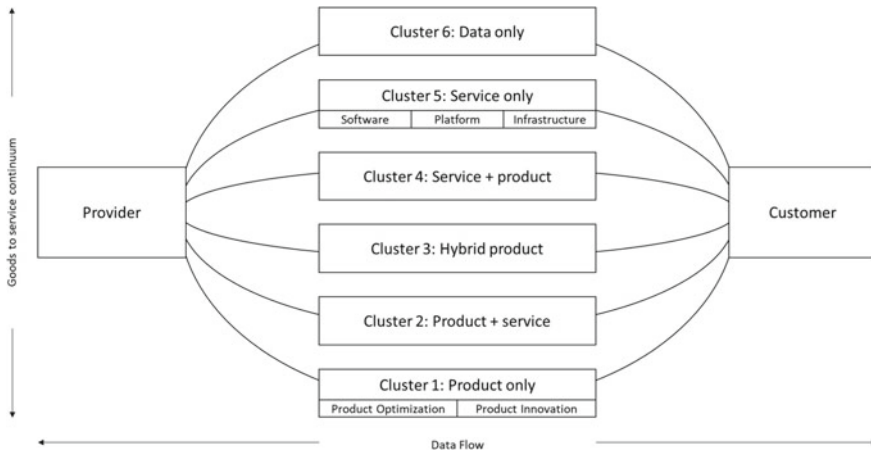 Cluster 6: Data only
Cluster 5: Service only
Software
Platform
Infrastructure
Cluster 4: Service + product
Provider
Customer
Cluster 3: Hybrid product
Cluster 2: Product + service
Cluster 1: Product only
Product Optimization
Product Innovation
Goods to service continuum
Data Flow